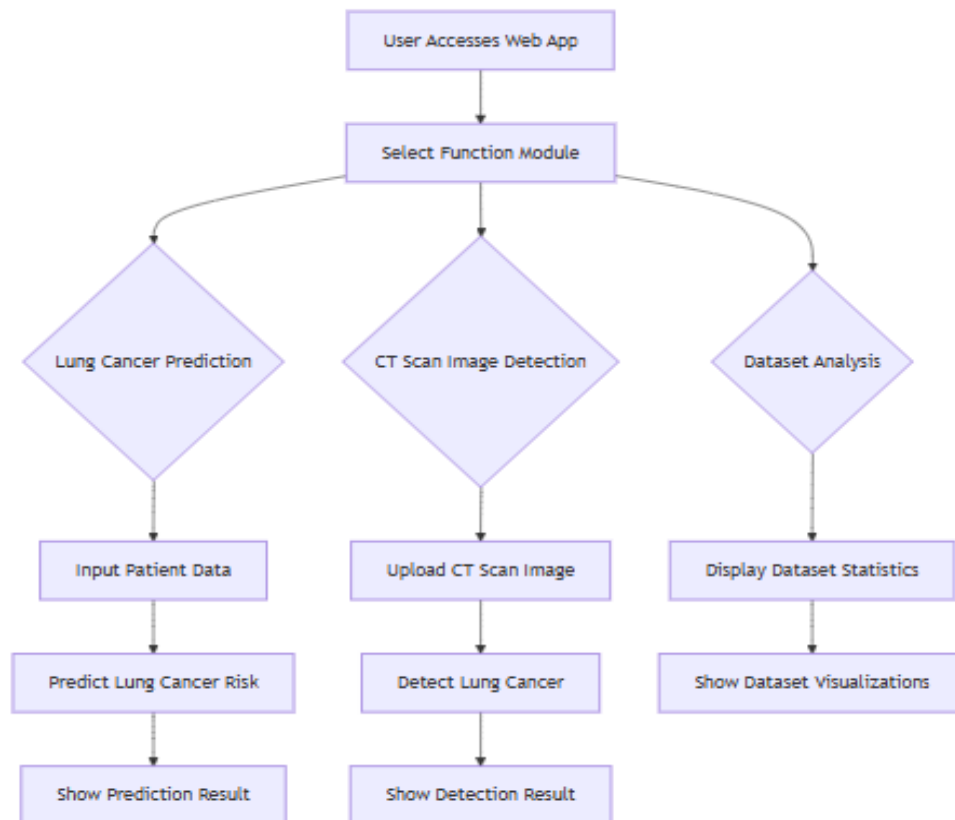 User Accesses Web App
Select Function Module
Lung Cancer Prediction
CT Scan Image Detection
Dataset Analysis
Input Patient Data
Upload CT Scan Image
Display Dataset Statistics
Predict Lung Cancer Risk
Detect Lung Cancer
Show Dataset Visualizations
Show Prediction Result
Show Detection Result